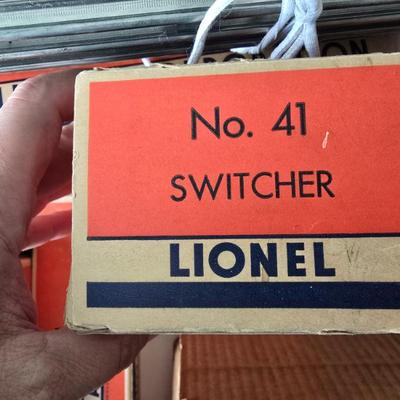 No. 41
SWITCHER
LIONEL